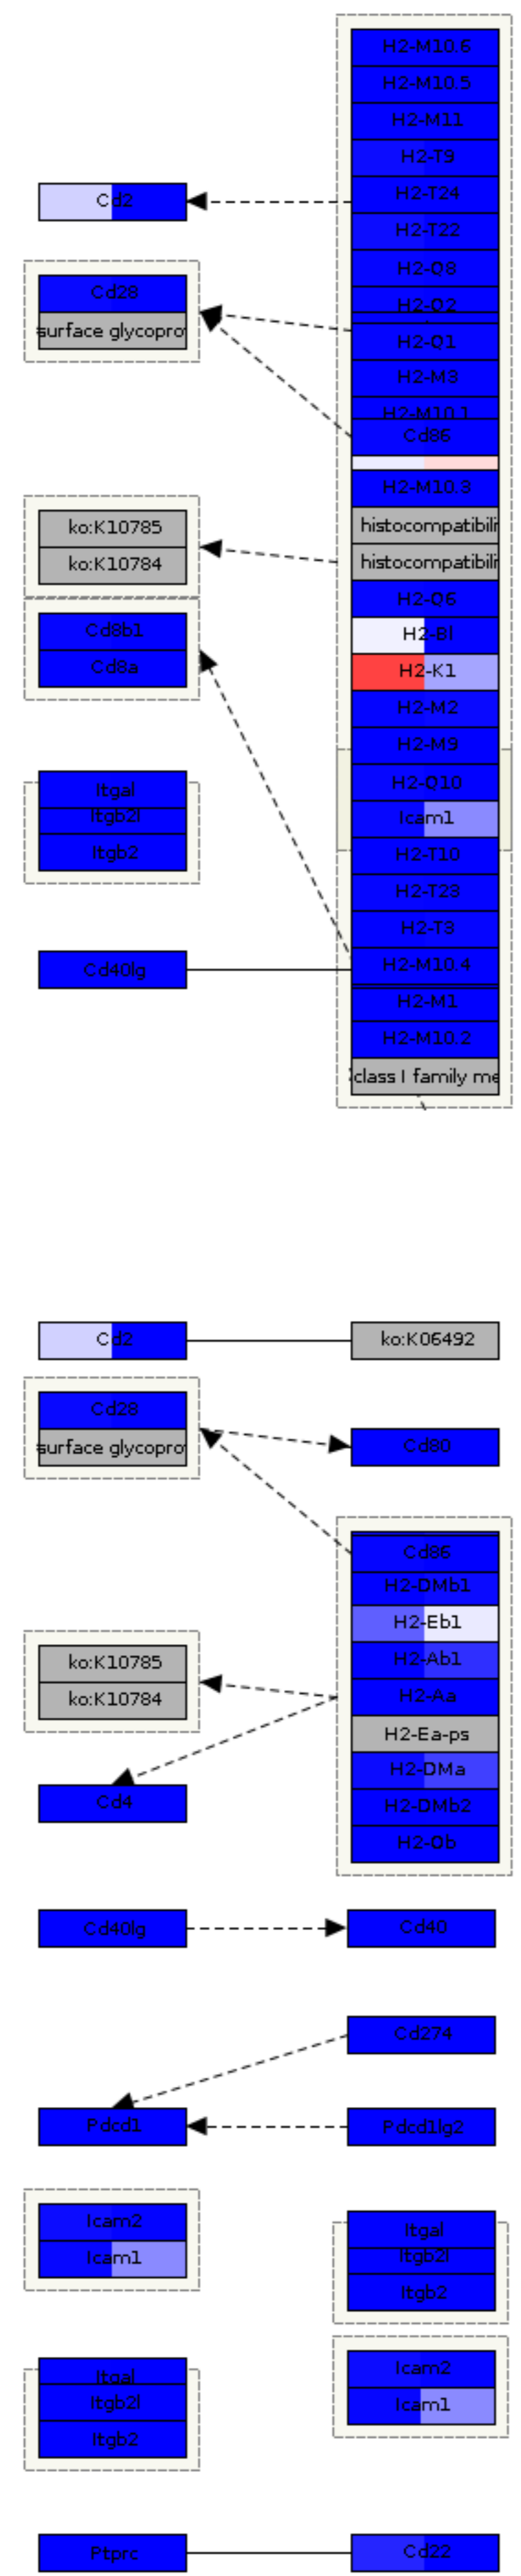 H2-M10.6
H2-M10.5
H2-M11
H2-T9
H2-T24
Cd2
H2-T22
H2-Q8
Cd28
H2-Q2
surface glycopro
H2-Q1
H2-M3
H2-M10.1
Cd86
H2-M10.3
ko:K10785
histocompatibili
ko:K10784
histocompatibili
H2-Q6
Cd8b1
H2-Bl
Cd8a
H2-K1
H2-M2
H2-M9
Itgal
H2-Q10
Itgb2l
Icam1
Itgb2
H2-T10
H2-T23
H2-T3
Cd40lg
H2-M10.4
H2-M1
H2-M10.2
class I family me
Cd2
ko:K06492
Cd28
surface glycopro
Cd80
Cd86
H2-DMb1
H2-Eb1
ko:K10785
H2-Ab1
ko:K10784
H2-Aa
H2-Ea-ps
H2-DMa
Cd4
H2-DMb2
H2-Ob
Cd40lg
Cd40
Cd274
Pdcd1
Pdcd1lg2
Icam2
Itgal
Icam1
Itgb2l
Itgb2
Itgal
Icam2
Itgb2l
Icam1
Itgb2
Ptprc
Cd22